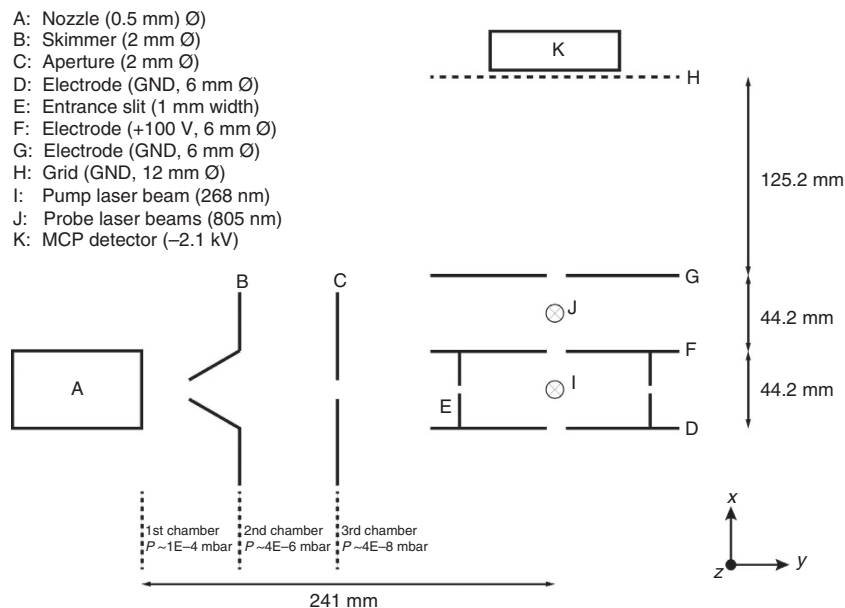 A: Nozzle (0.5 mm) Ø)
B: Skimmer (2 mm Ø)
C: Aperture (2 mm Ø)
D: Electrode (GND, 6 mm Ø)
E: Entrance slit (1 mm width)
F: Electrode (+100 V, 6 mm Ø)
G: Electrode (GND, 6 mm Ø)
H: Grid (GND, 12 mm Ø)
I: Pump laser beam (268 nm)
J: Probe laser beams (805 nm)
K: MCP detector (–2.1 kV)
K
H
125.2 mm
B
C
G
J
44.2 mm
F
A
I
44.2 mm
E
D
1st chamber
P ~1E–4 mbar
2nd chamber
P ~4E–6 mbar
3rd chamber
P ~4E–8 mbar
241 mm
x
y
z